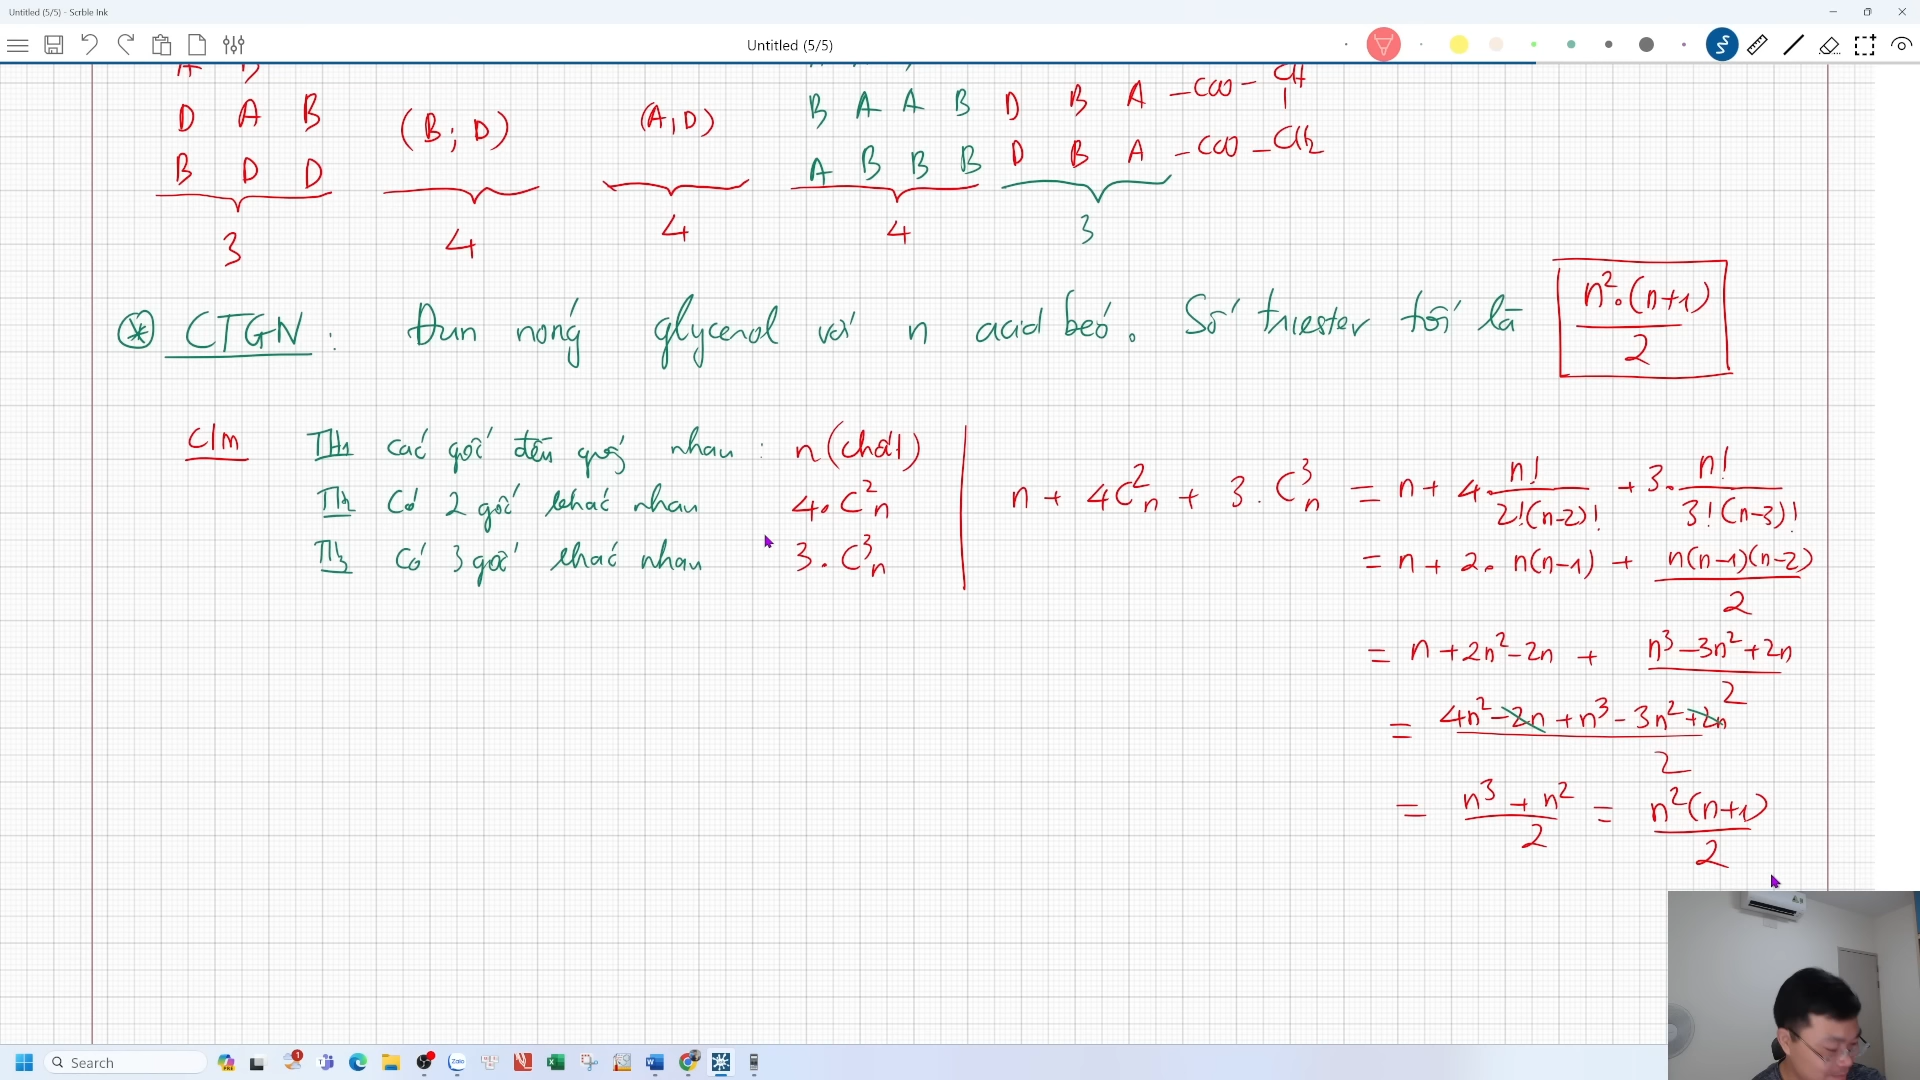 Untitled (5/5) - Scrble Ink
Untitled (5/5)
D A B (B; D) (A,D) B A A B D B A -COO - CH
B D D A B B B D B A - COO - CH2
3 4 4 4 3
* CTGN : Đun nóng glycerol với n acid béo. Số triester tối là n².(n+1)/2
C/m TH1 các gốc đều giống nhau : n (chất)
TH2 Có 2 gốc khác nhau 4.C²n
TH3 Có 3 gốc khác nhau 3.C³n
n + 4C²n + 3.C³n = n + 4.n!/2!(n-2)! + 3.n!/3!(n-3)!
= n + 2.n(n-1) + n(n-1)(n-2)/2
= n + 2n² - 2n + n³ - 3n² + 2n/2
= 4n² - 2n + n³ - 3n² + 2n/2
= n³ + n²/2 = n²(n+1)/2
Search